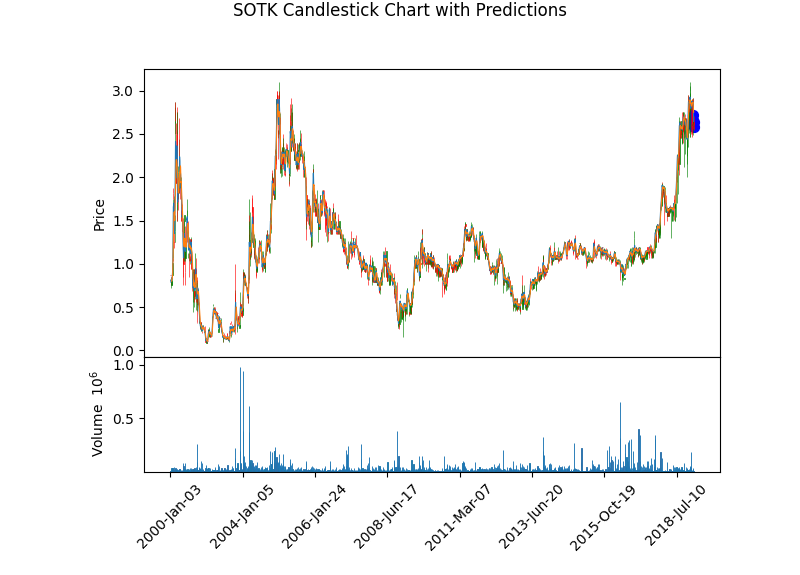 SOTK Candlestick Chart with Predictions
3.0
2.5
2.0
1.5
1.0
0.5
0.0
Price
1.0
0.5
Volume 10^6
2000-Jan-03
2004-Jan-05
2006-Jan-24
2008-Jun-17
2011-Mar-07
2013-Jun-20
2015-Oct-19
2018-Jul-10